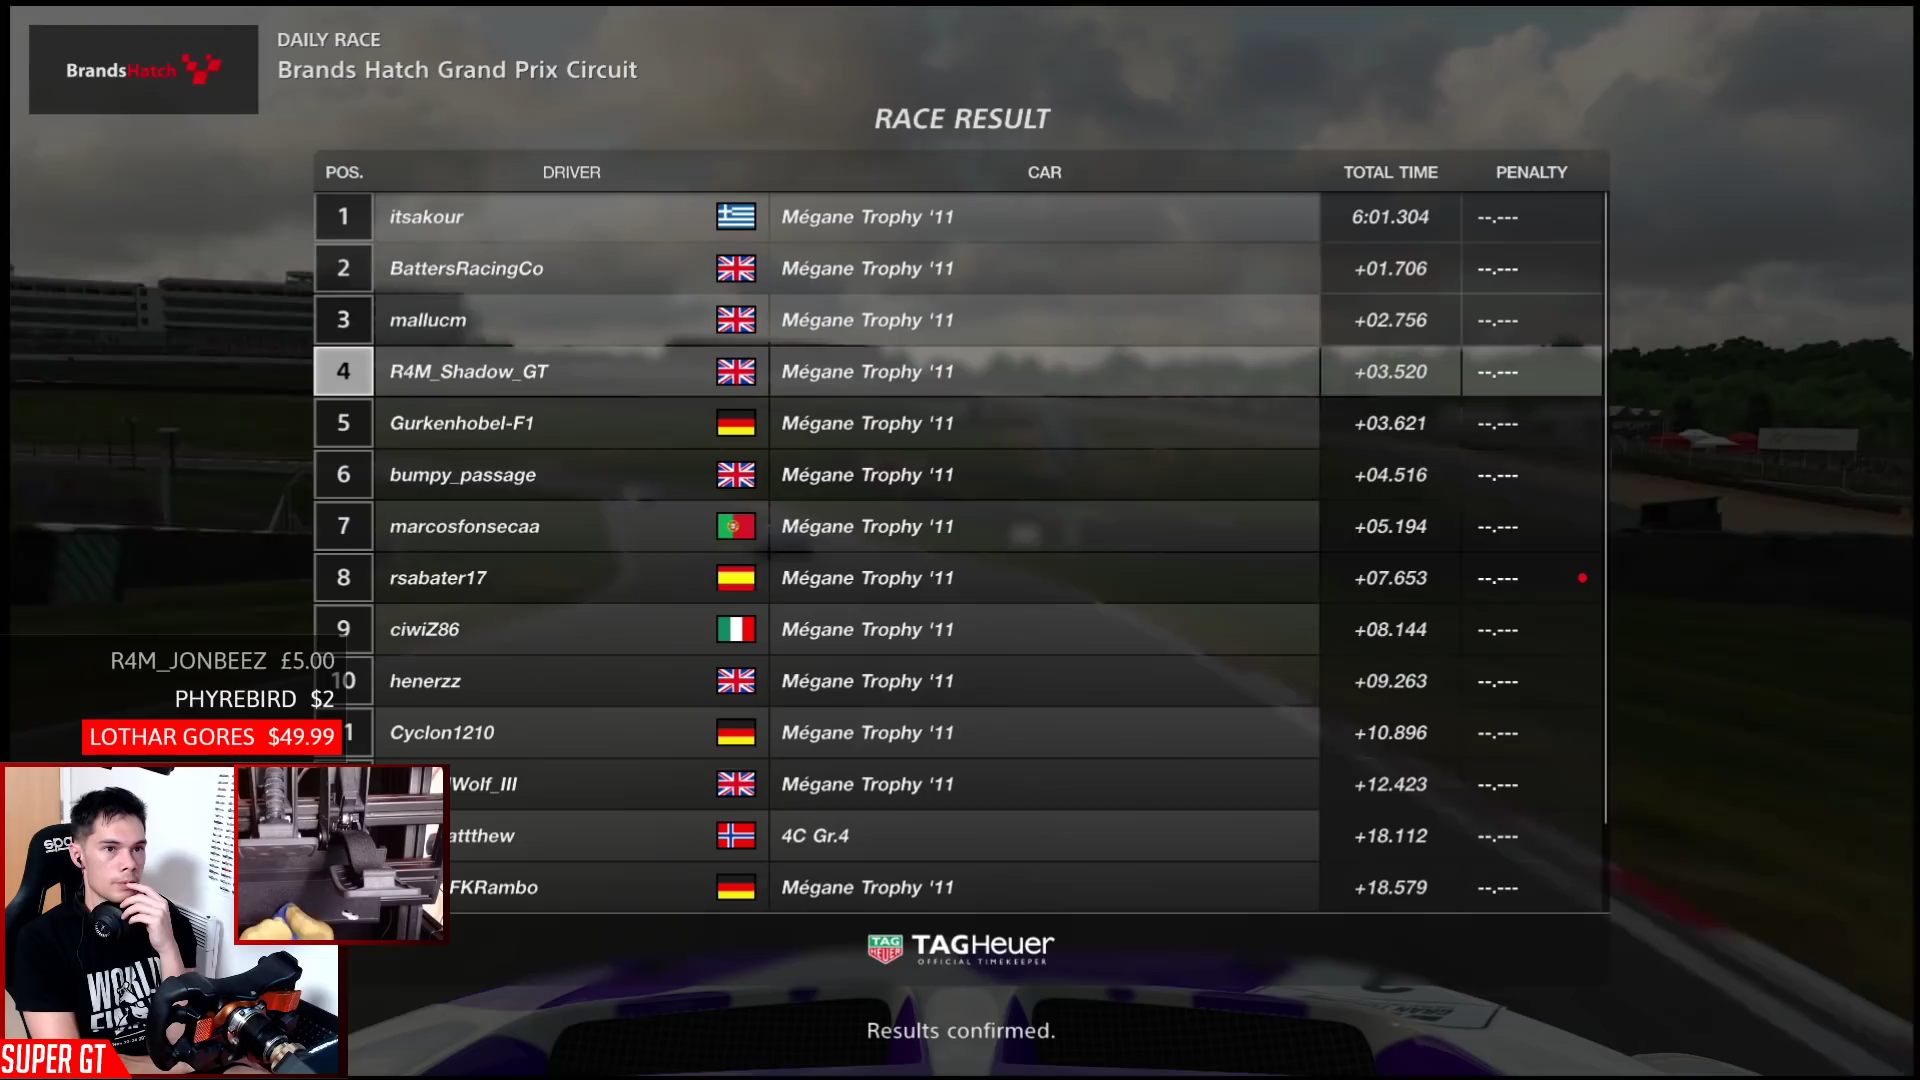 BrandsHatch
DAILY RACE
Brands Hatch Grand Prix Circuit
RACE RESULT
POS. DRIVER CAR TOTAL TIME PENALTY
1 itsakour Mégane Trophy '11 6:01.304 --.---
2 BattersRacingCo Mégane Trophy '11 +01.706 --.---
3 mallucm Mégane Trophy '11 +02.756 --.---
4 R4M_Shadow_GT Mégane Trophy '11 +03.520 --.---
5 Gurkenhobel-F1 Mégane Trophy '11 +03.621 --.---
6 bumpy_passage Mégane Trophy '11 +04.516 --.---
7 marcosfonsecaa Mégane Trophy '11 +05.194 --.---
8 rsabater17 Mégane Trophy '11 +07.653 --.---
9 ciwiZ86 Mégane Trophy '11 +08.144 --.---
R4M_JONBEEZ £5.00
10 henerzz Mégane Trophy '11 +09.263 --.---
PHYREBIRD $2
LOTHAR GORES $49.99
1 Cyclon1210 Mégane Trophy '11 +10.896 --.---
Wolf_III Mégane Trophy '11 +12.423 --.---
attthew 4C Gr.4 +18.112 --.---
FKRambo Mégane Trophy '11 +18.579 --.---
TAG HEUER
TAGHeuer
OFFICIAL TIMEKEEPER
Results confirmed.
WORLD
SUPER GT